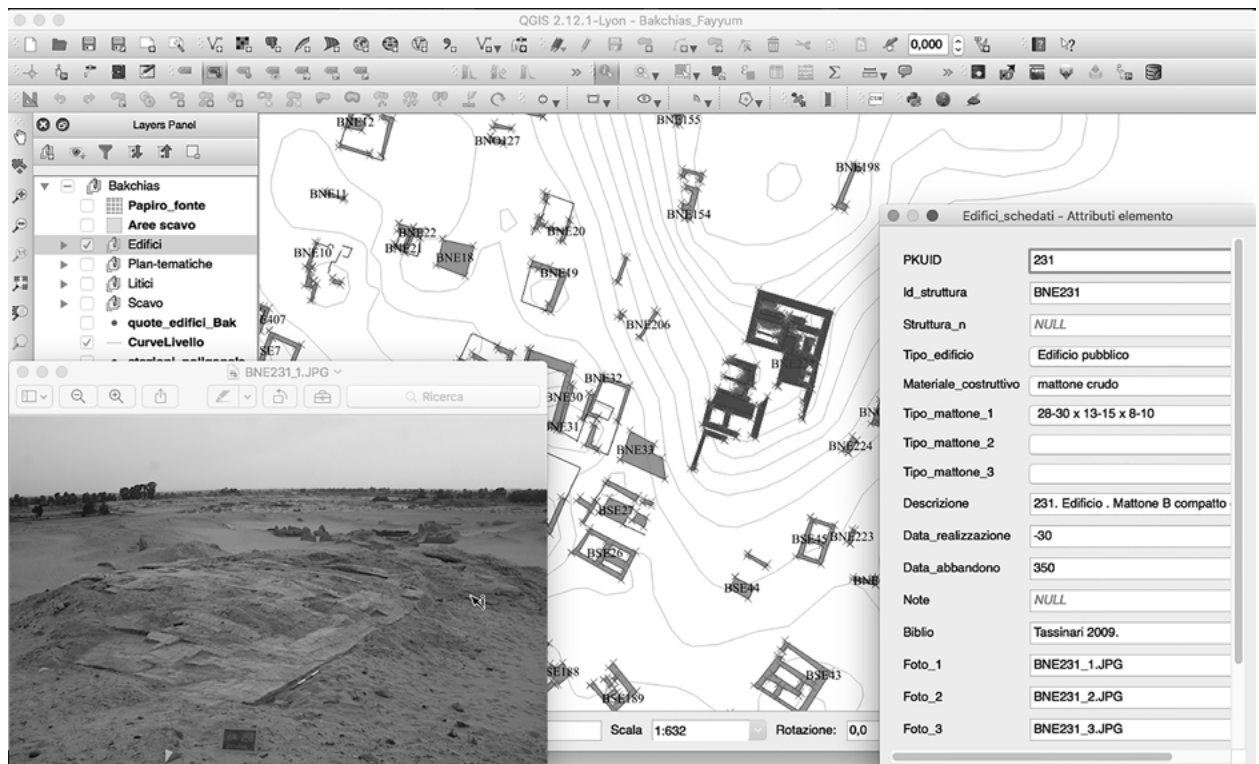 QGIS 2.12.1-Lyon - Bakchias_Fayyum
0,000
CSW
Layers Panel
Bakchias
Papiro_fonte
Aree scavo
Edifici
Plan-tematiche
Litici
Scavo
quote_edifici_Bak
CurveLivello
BNE12
BNO127
BNE155
BNE198
BNE11
BNE154
BNE22
BNE21
BNE20
BNE10
BNE18
BNE19
BNE206
E407
SE7
BNE32
BNE30
BNE31
BNE33
BNE224
BSE27
BSE26
BSE45
BNE223
BSE44
BNE
BSE43
SE188
BSE189
BNE231_1.JPG
Ricerca
Scala 1:632
Rotazione: 0,0
Edifici_schedati - Attributi elemento
PKUID 231
Id_struttura BNE231
Struttura_n NULL
Tipo_edificio Edificio pubblico
Materiale_costruttivo mattone crudo
Tipo_mattone_1 28-30 x 13-15 x 8-10
Tipo_mattone_2
Tipo_mattone_3
Descrizione 231. Edificio . Mattone B compatto
Data_realizzazione -30
Data_abbandono 350
Note NULL
Biblio Tassinari 2009.
Foto_1 BNE231_1.JPG
Foto_2 BNE231_2.JPG
Foto_3 BNE231_3.JPG